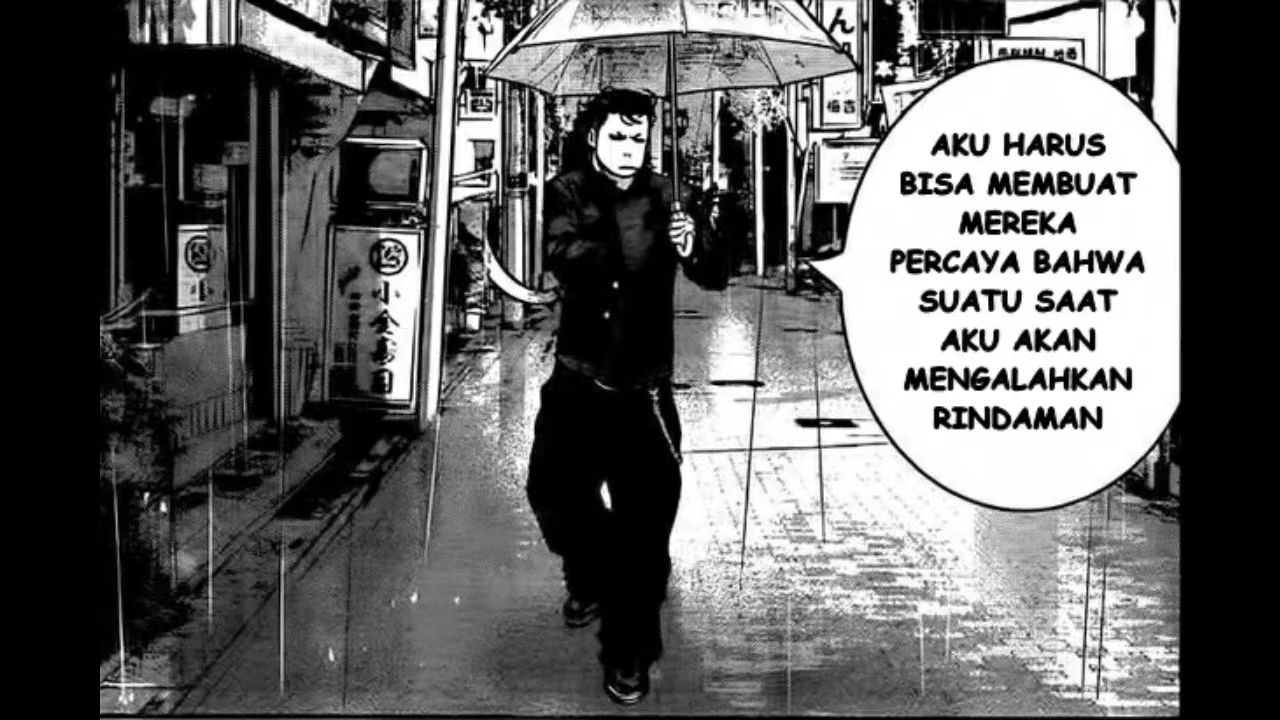 AKU HARUS
BISA MEMBUAT
MEREKA
PERCAYA BAHWA
SUATU SAAT
AKU AKAN
MENGALAHKAN
RINDAMAN